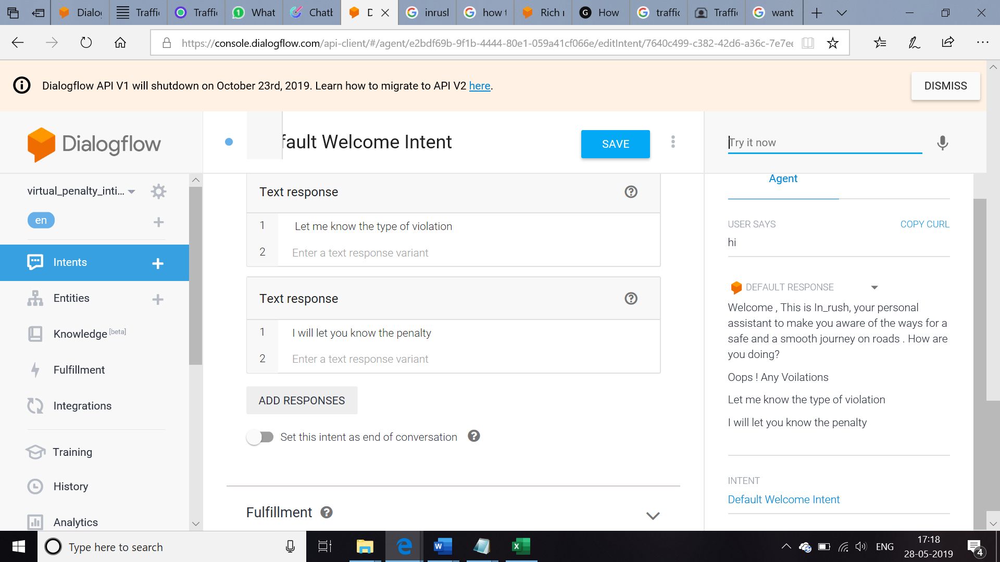 Dialog
Traffi
Traffi
What
Chatb
D
inrusl
how t
Rich r
How
traffic
Traffi
want
https://console.dialogflow.com/api-client/#/agent/e2bdf69b-9f1b-4444-80e1-059a41cf066e/editIntent/7640c499-c382-42d6-a36c-7e7ee
Dialogflow API V1 will shutdown on October 23rd, 2019. Learn how to migrate to API V2 here.
DISMISS
Dialogflow
fault Welcome Intent
SAVE
Try it now
virtual_penalty_inti...
en
Intents
Entities
Knowledge [beta]
Fulfillment
Integrations
Training
History
Analytics
Text response
1 Let me know the type of violation
2 Enter a text response variant
Text response
1 I will let you know the penalty
2 Enter a text response variant
ADD RESPONSES
Set this intent as end of conversation
Fulfillment
Agent
USER SAYS
COPY CURL
hi
DEFAULT RESPONSE
Welcome , This is In_rush, your personal
assistant to make you aware of the ways for a
safe and a smooth journey on roads . How are
you doing?
Oops ! Any Voilations
Let me know the type of violation
I will let you know the penalty
INTENT
Default Welcome Intent
Type here to search
ENG
17:18
28-05-2019
4